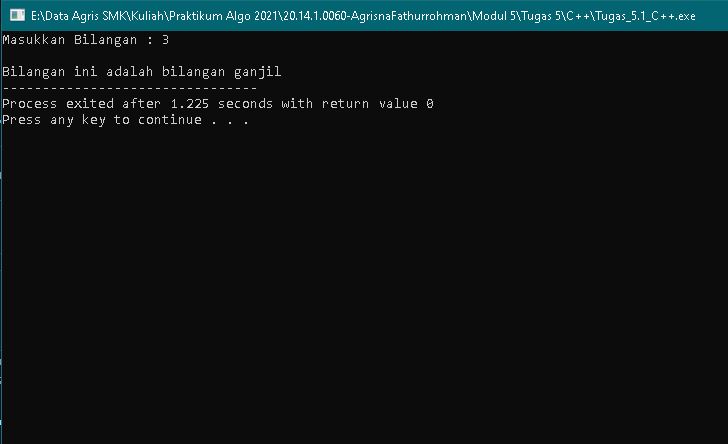 E:\Data Agris SMK\Kuliah\Praktikum Algo 2021\20.14.1.0060-AgrisnaFathurrohman\Modul 5\Tugas 5\C++\Tugas_5.1_C++.exe
Masukkan Bilangan : 3
Bilangan ini adalah bilangan ganjil
--------------------------------
Process exited after 1.225 seconds with return value 0
Press any key to continue . . .